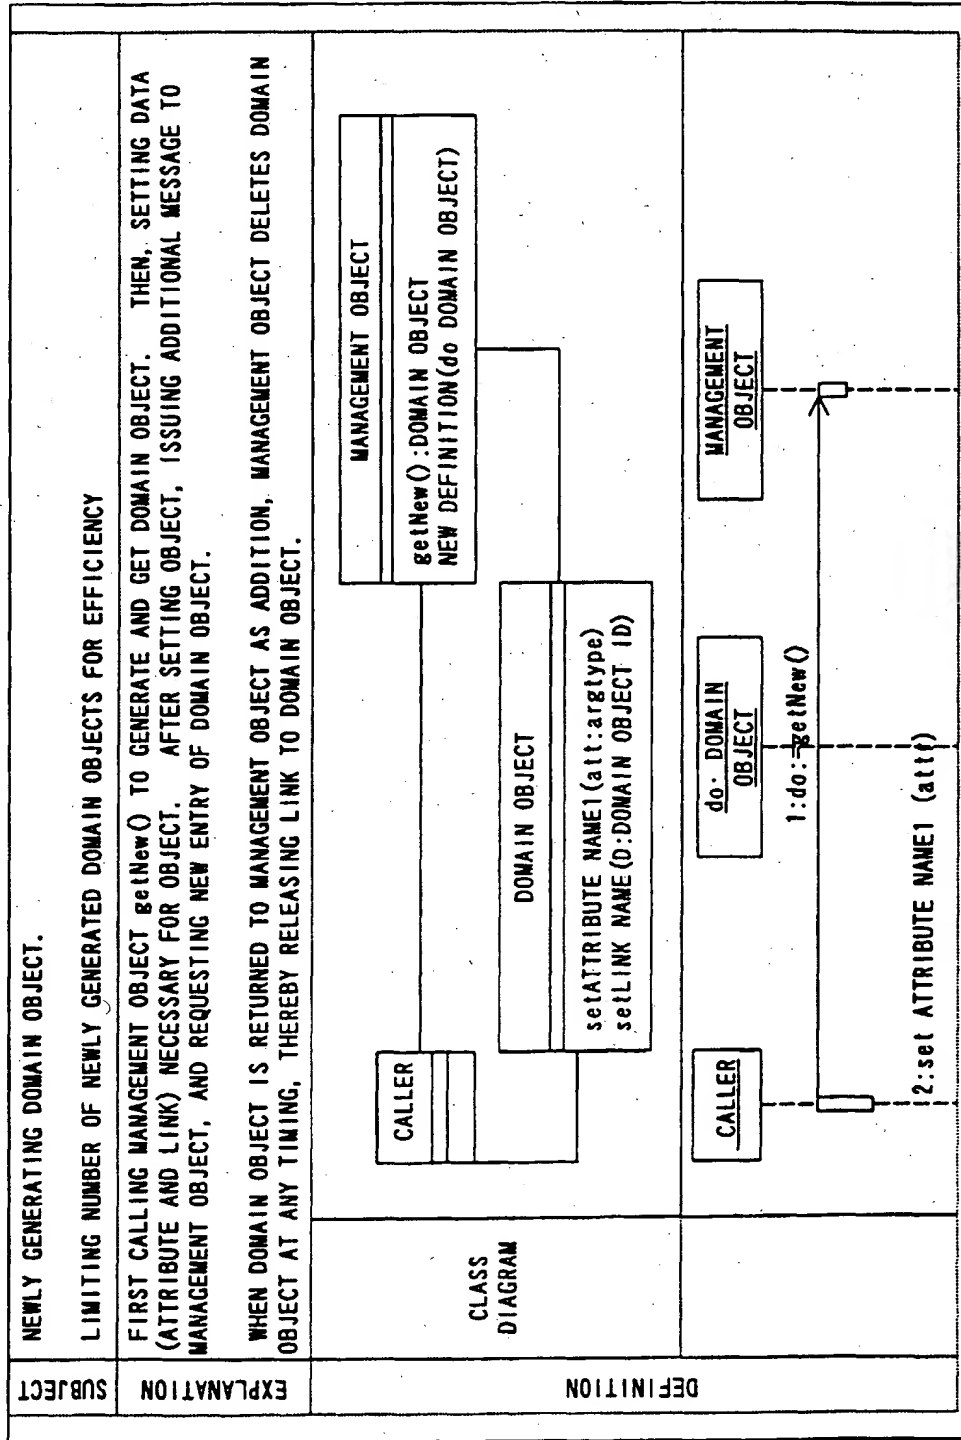 SUBJECT
NEWLY GENERATING DOMAIN OBJECT.
LIMITING NUMBER OF NEWLY GENERATED DOMAIN OBJECTS FOR EFFICIENCY
EXPLANATION
FIRST CALLING MANAGEMENT OBJECT getNew() TO GENERATE AND GET DOMAIN OBJECT. THEN, SETTING DATA
(ATTRIBUTE AND LINK) NECESSARY FOR OBJECT. AFTER SETTING OBJECT, ISSUING ADDITIONAL MESSAGE TO
MANAGEMENT OBJECT, AND REQUESTING NEW ENTRY OF DOMAIN OBJECT.
WHEN DOMAIN OBJECT IS RETURNED TO MANAGEMENT OBJECT AS ADDITION, MANAGEMENT OBJECT DELETES DOMAIN
OBJECT AT ANY TIMING, THEREBY RELEASING LINK TO DOMAIN OBJECT.
DEFINITION
CLASS
DIAGRAM
CALLER
MANAGEMENT OBJECT
getNew():DOMAIN OBJECT
NEW DEFINITION(do DOMAIN OBJECT)
DOMAIN OBJECT
setATTRIBUTE NAME1(att:argtype)
setLINK NAME(D:DOMAIN OBJECT ID)
CALLER
do: DOMAIN
OBJECT
MANAGEMENT
OBJECT
1:do:=getNew()
2:set ATTRIBUTE NAME1 (attr)